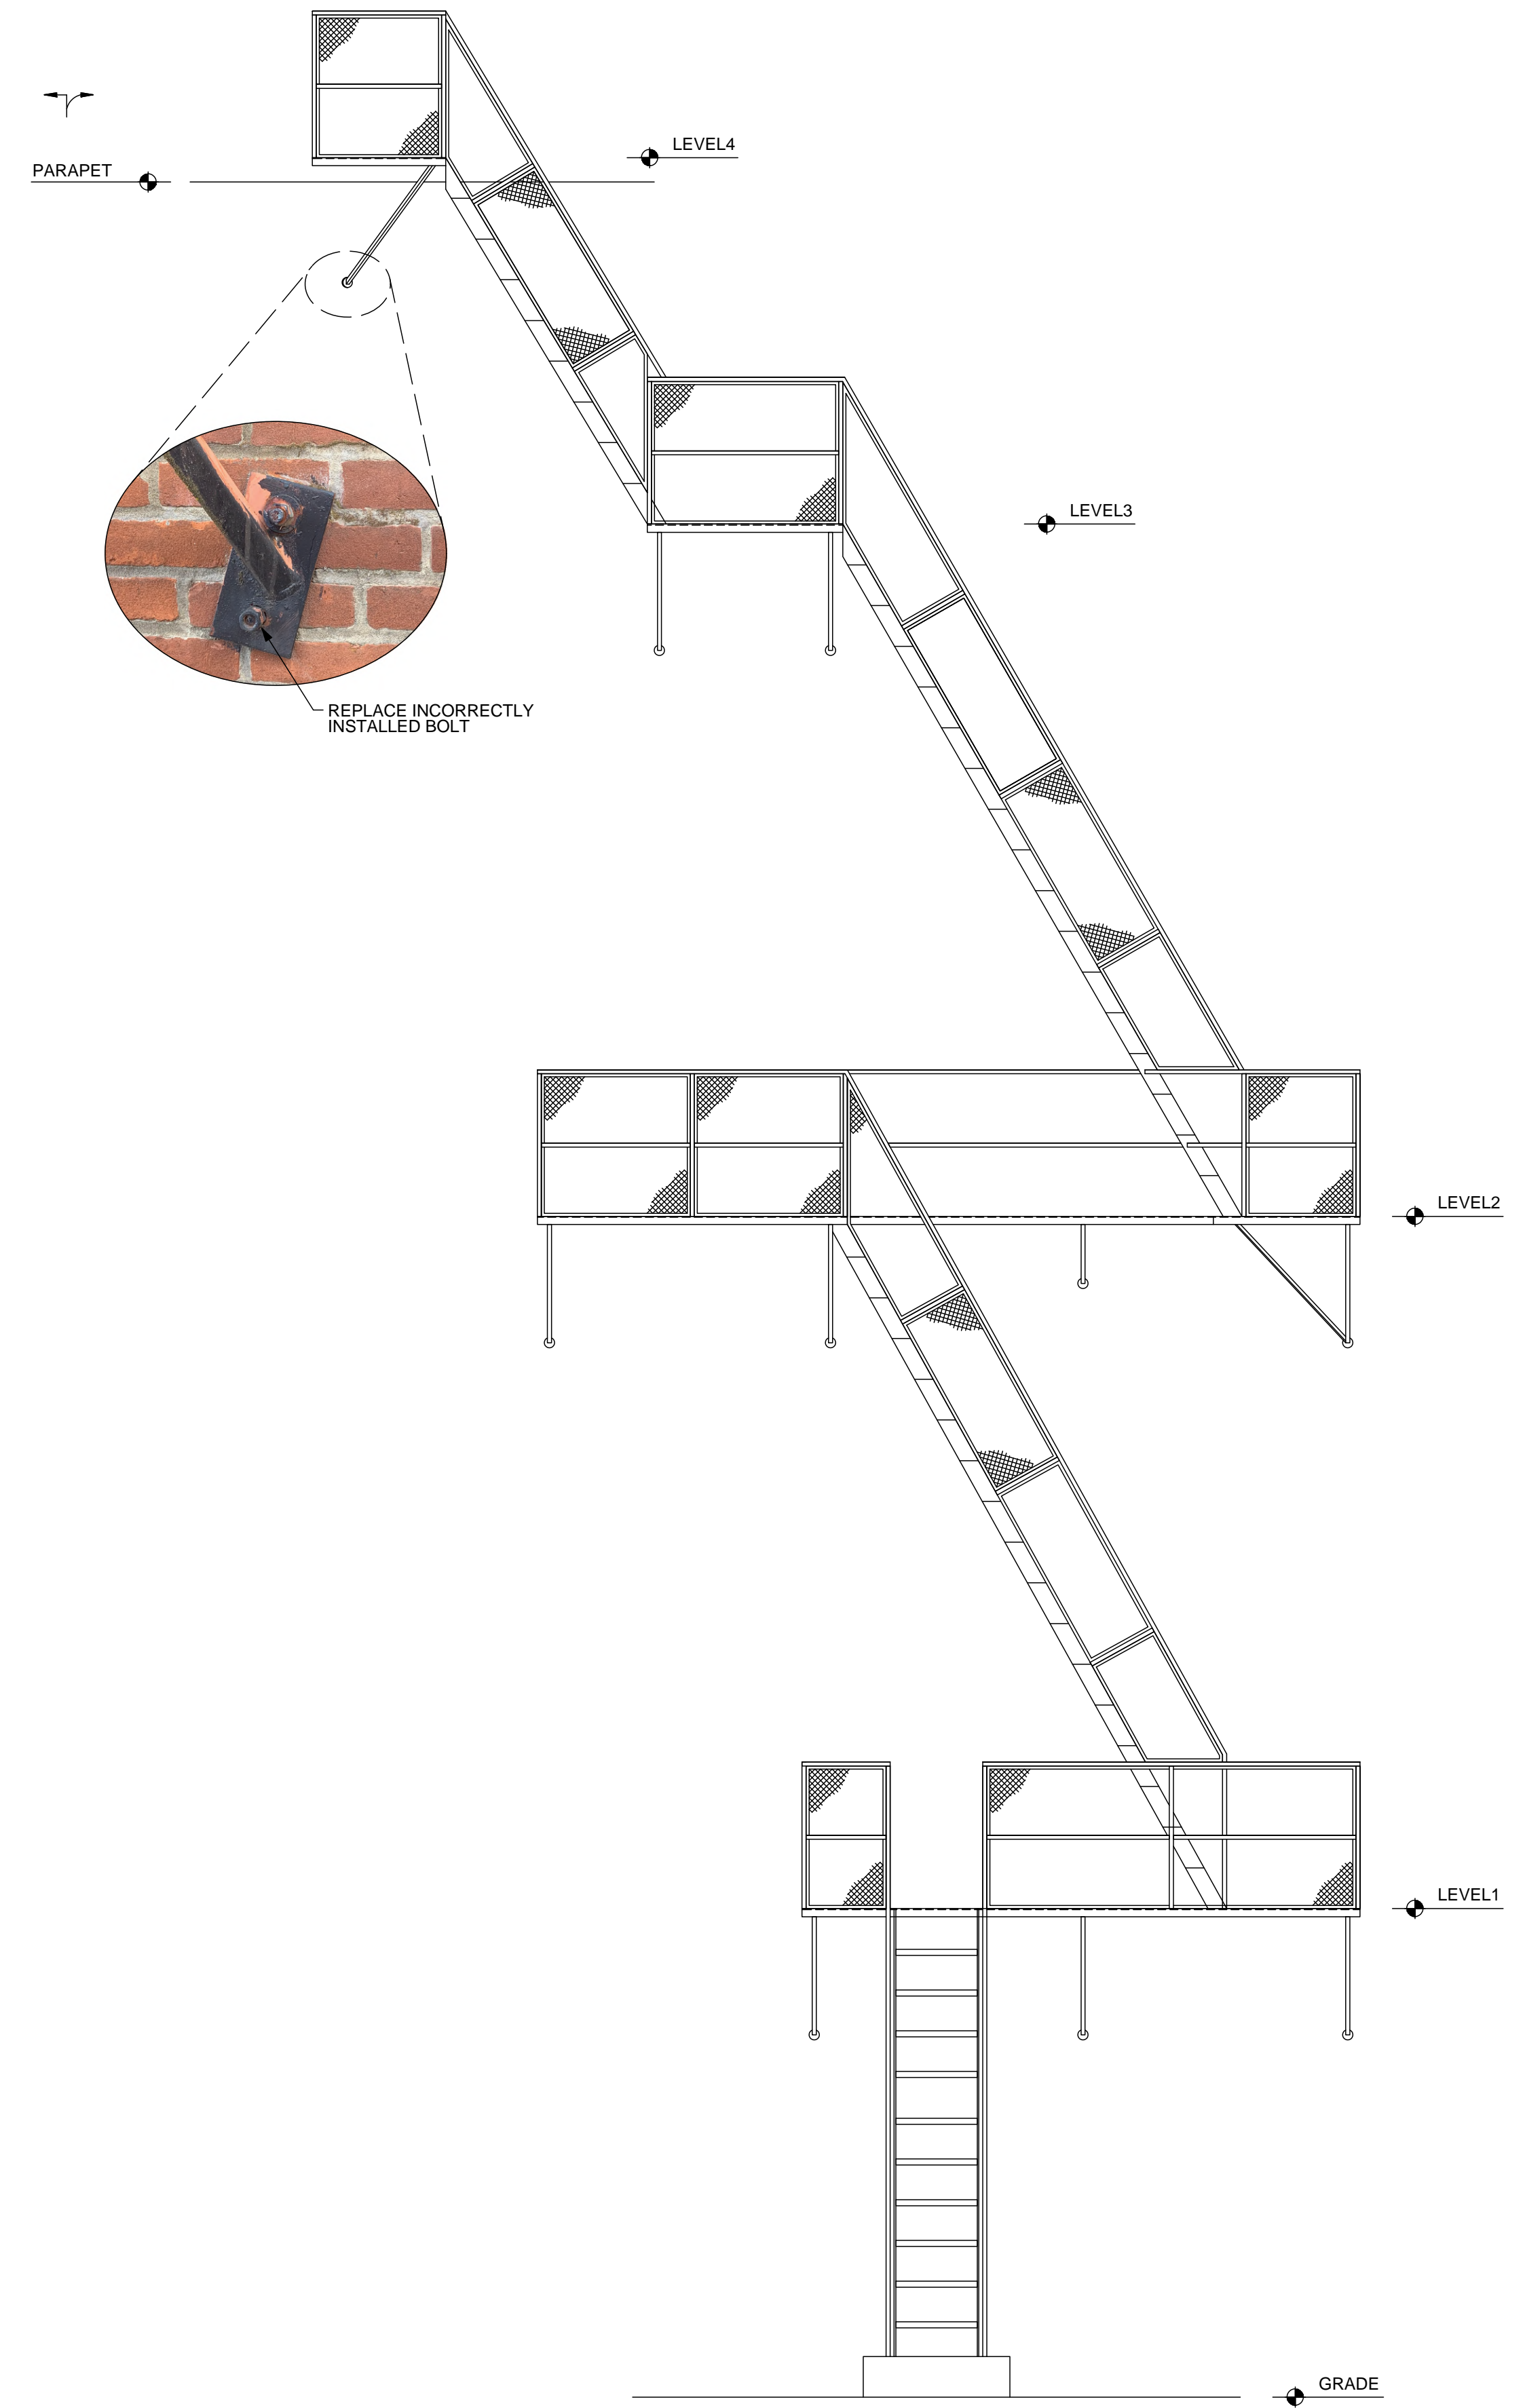 LEVEL4
PARAPET
LEVEL3
REPLACE INCORRECTLY
INSTALLED BOLT
LEVEL2
LEVEL1
GRADE